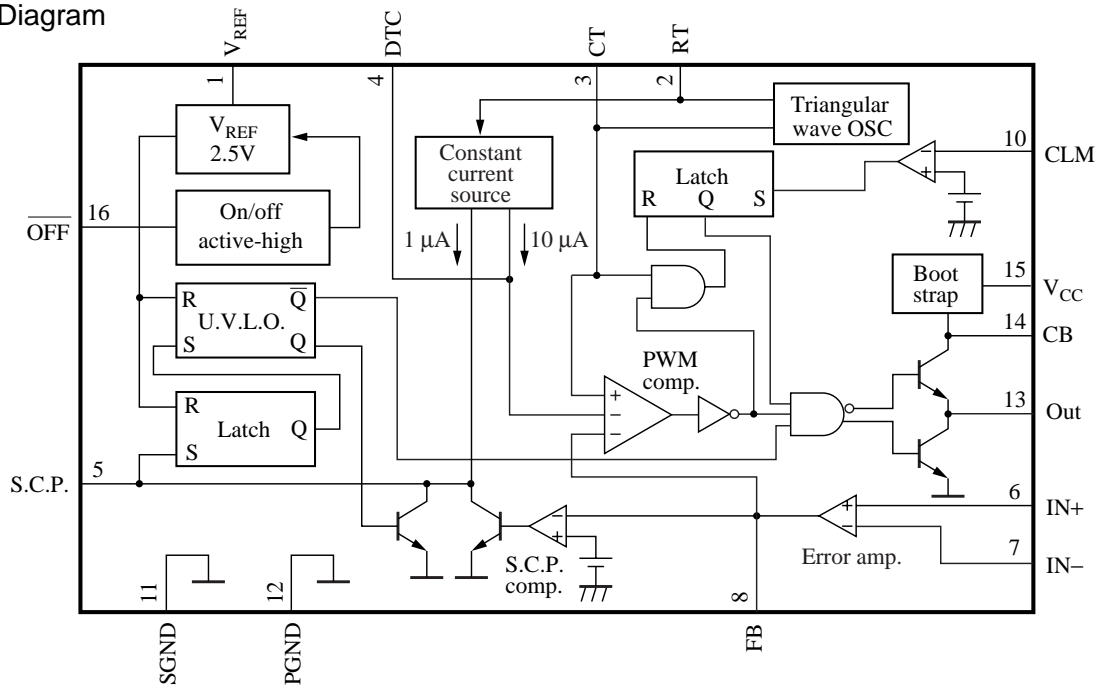 Diagram
VREF
DTC
CT
RT
1
4
3
2
VREF
2.5V
Triangular
wave OSC
10
CLM
Constant
current
source
Latch
R Q S
16
OFF
On/off
active-high
1 μA
10 μA
Boot
strap
15
VCC
14
CB
R Q
U.V.L.O.
S Q
PWM
comp.
R
Latch Q
S
13
Out
5
S.C.P.
6
IN+
7
IN−
Error amp.
S.C.P.
comp.
11
12
8
SGND
PGND
FB
+
−
−
−
+
−
+
+
−